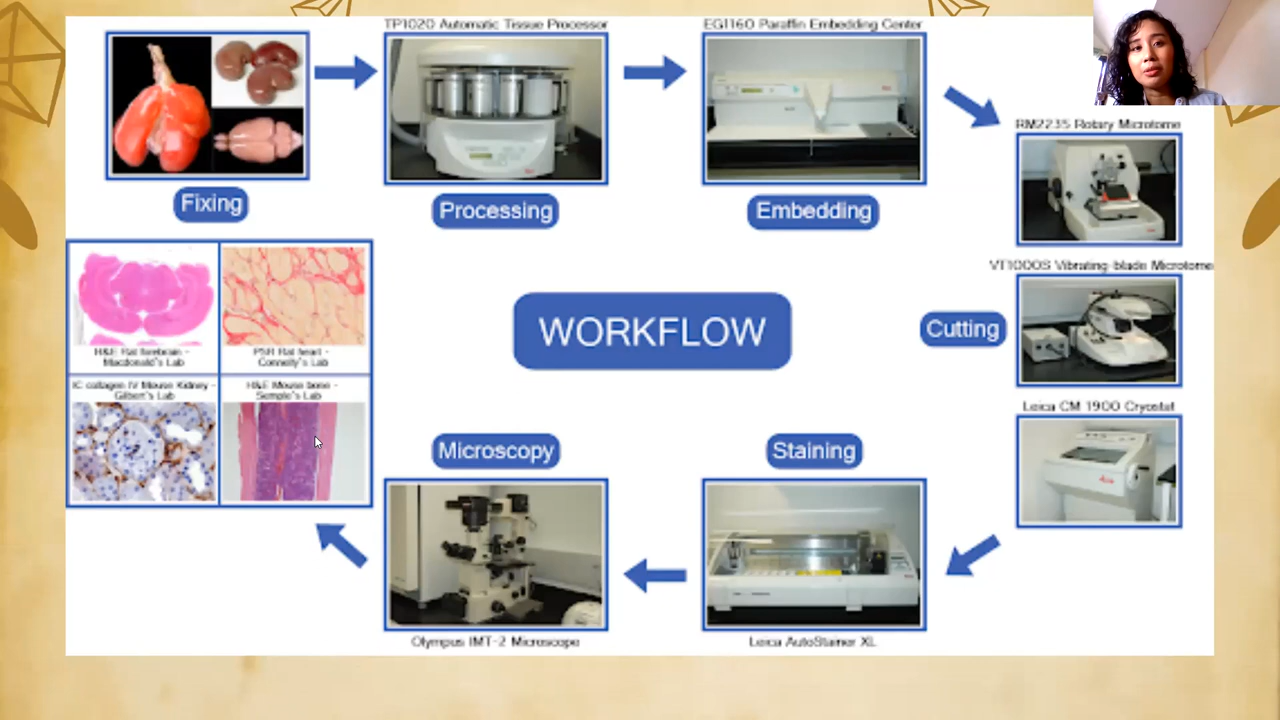 TP1020 Automatic Tissue Processor
EG1160 Paraffin Embedding Center
RM2235 Rotary Microtome
Fixing
Processing
Embedding
VT1000S Vibrating-blade Microtome
Cutting
WORKFLOW
H&E Rat forebrain -
Macdonald's Lab
PSR Rat heart -
Connelly's Lab
IC collagen IV Mouse Kidney -
Gilbert's Lab
H&E Mouse bone -
Semple's Lab
Leica CM 1900 Cryostat
Microscopy
Staining
Olympus IMT-2 Microscope
Leica AutoStainer XL